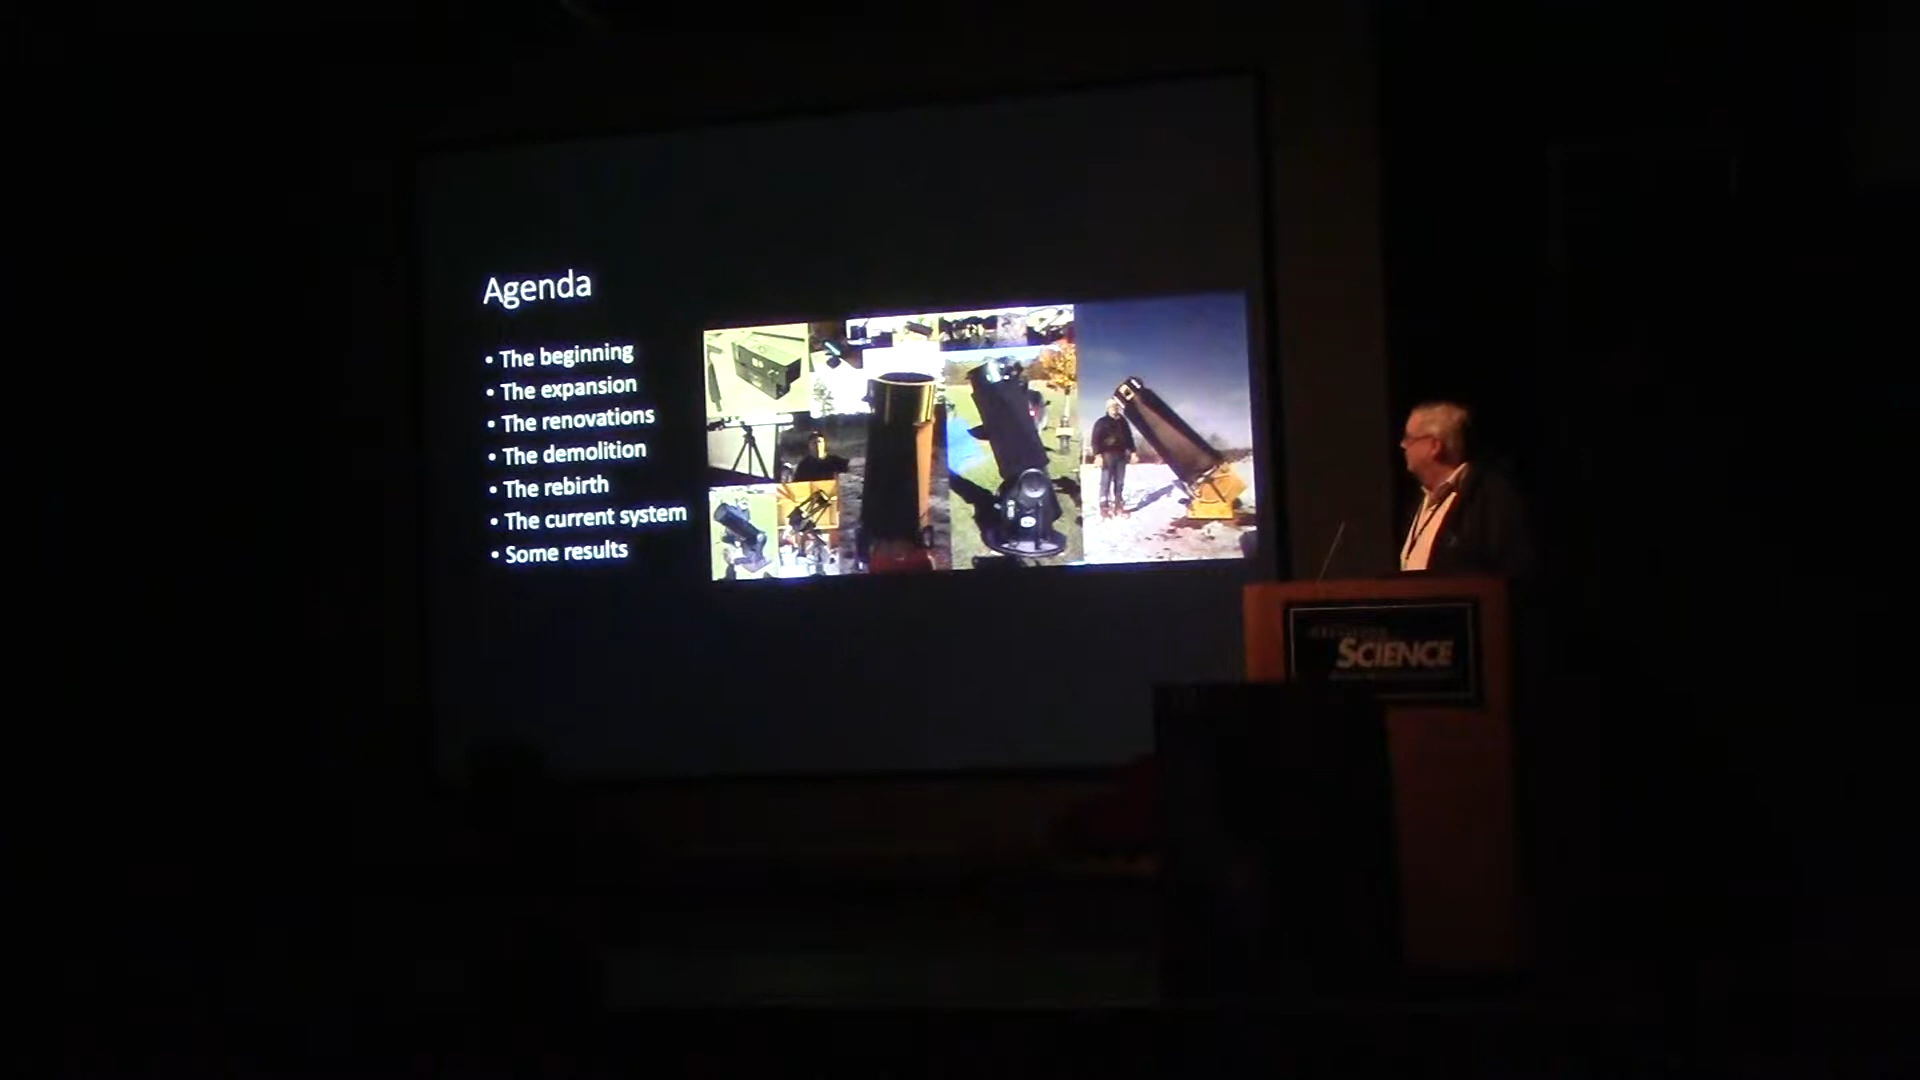 Agenda
• The beginning
• The expansion
• The renovations
• The demolition
• The rebirth
• The current system
• Some results
SCIENCE